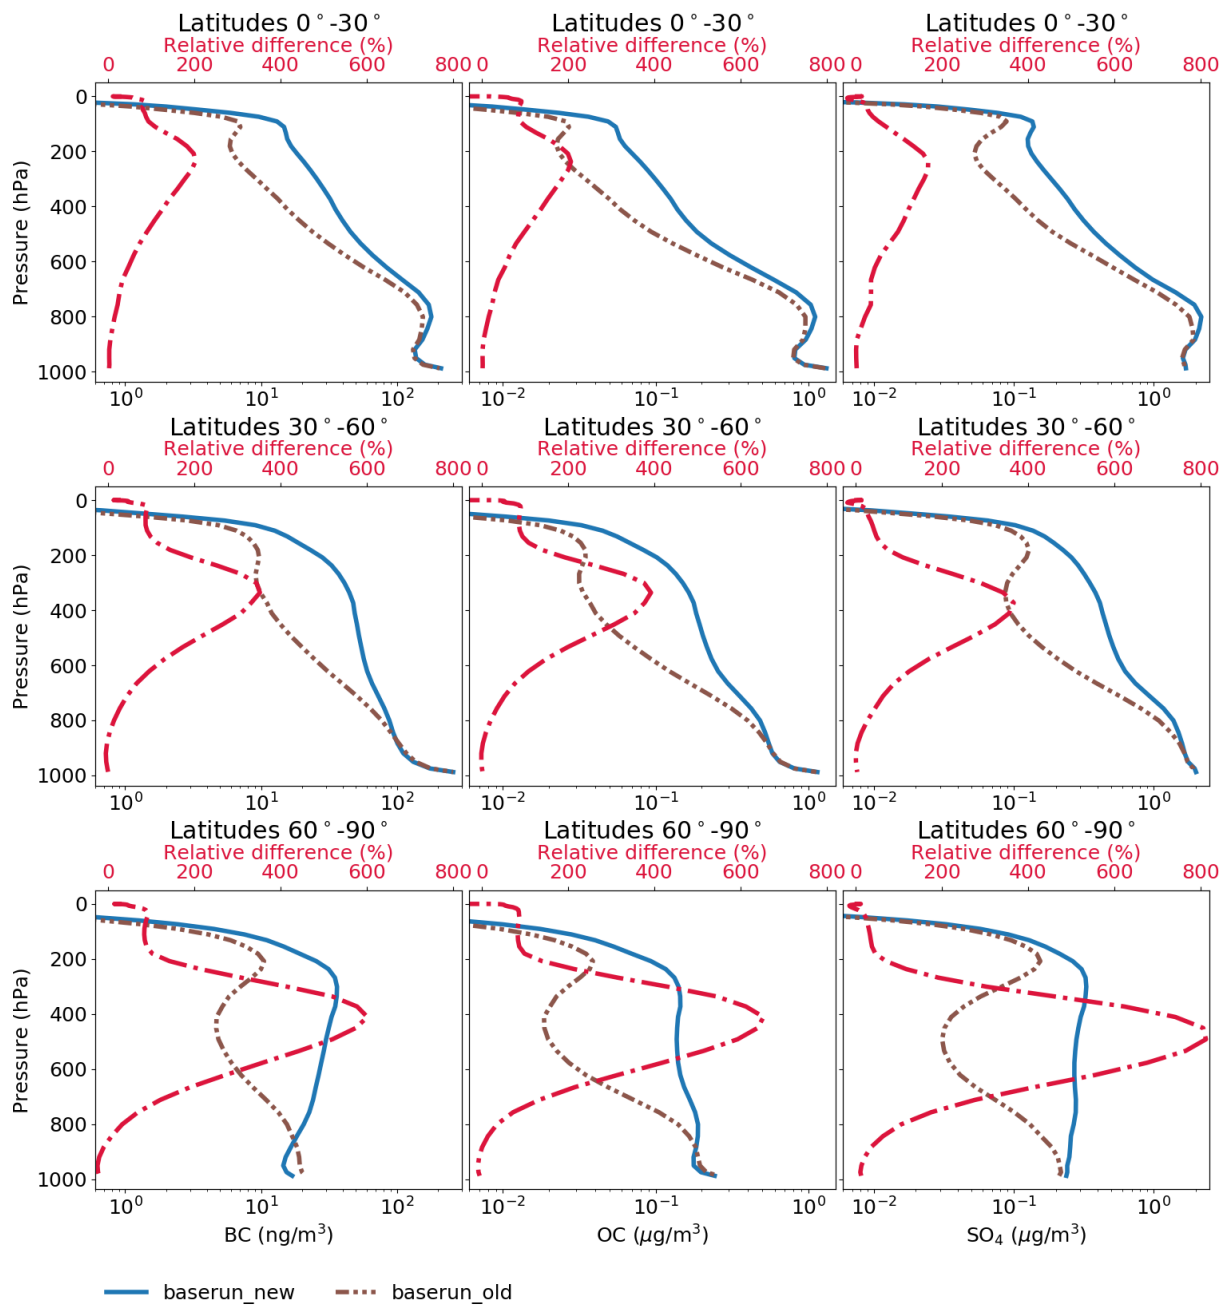 Latitudes 0°-30° Latitudes 0°-30° Latitudes 0°-30°
Relative difference (%) Relative difference (%) Relative difference (%)
0 200 400 600 800 0 200 400 600 800 0 200 400 600 800
0
200
400
600
800
1000
Pressure (hPa)
10⁰ 10¹ 10² 10⁻² 10⁻¹ 10⁰ 10⁻² 10⁻¹ 10⁰
Latitudes 30°-60° Latitudes 30°-60° Latitudes 30°-60°
Relative difference (%) Relative difference (%) Relative difference (%)
0 200 400 600 800 0 200 400 600 800 0 200 400 600 800
0
200
400
600
800
1000
Pressure (hPa)
10⁰ 10¹ 10² 10⁻² 10⁻¹ 10⁰ 10⁻² 10⁻¹ 10⁰
Latitudes 60°-90° Latitudes 60°-90° Latitudes 60°-90°
Relative difference (%) Relative difference (%) Relative difference (%)
0 200 400 600 800 0 200 400 600 800 0 200 400 600 800
0
200
400
600
800
1000
Pressure (hPa)
10⁰ 10¹ 10² 10⁻² 10⁻¹ 10⁰ 10⁻² 10⁻¹ 10⁰
BC (ng/m³) OC (μg/m³) SO₄ (μg/m³)
baserun_new baserun_old